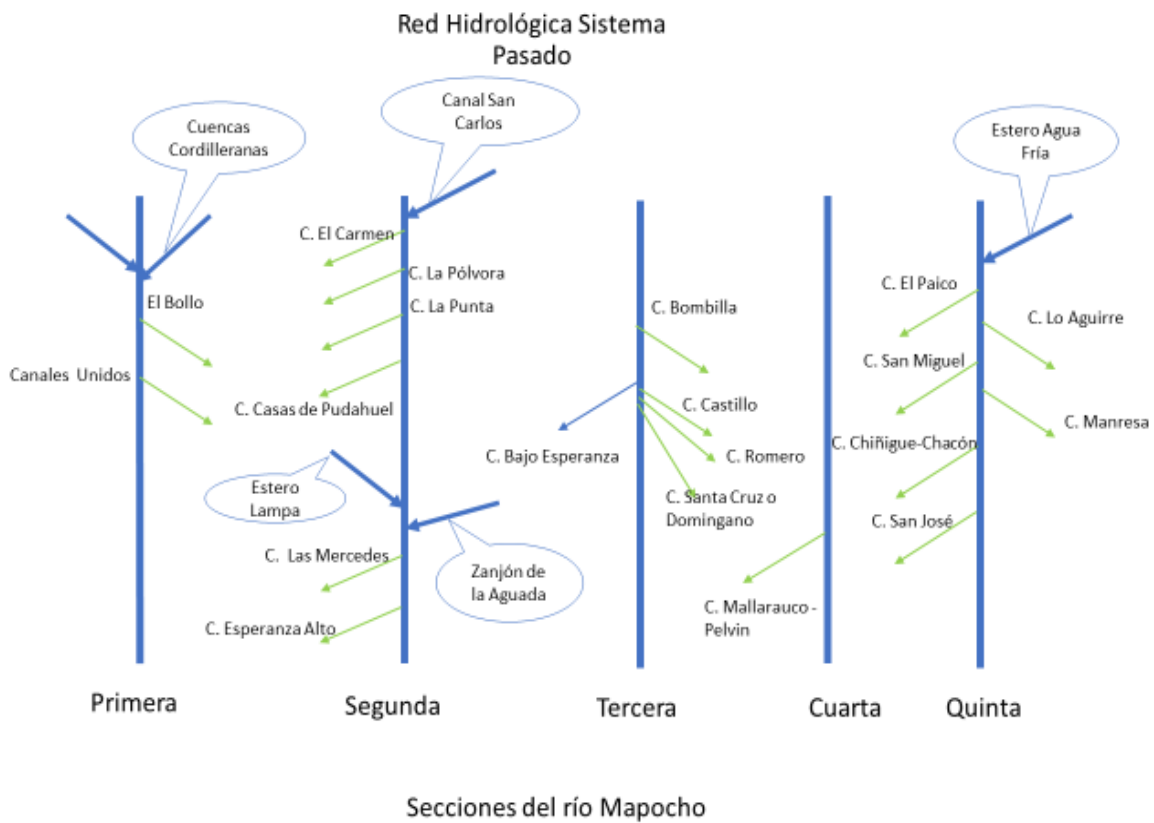 Red Hidrológica Sistema
Pasado
Cuencas
Cordilleranas
El Bollo
Canales Unidos
Canal San
Carlos
C. El Carmen
C. La Pólvora
C. La Punta
C. Casas de Pudahuel
Estero
Lampa
Zanjón de
la Aguada
C. Las Mercedes
C. Esperanza Alto
C. Bombilla
C. Castillo
C. Bajo Esperanza
C. Romero
C. Santa Cruz o
Domingano
C. Mallarauco -
Pelvin
Estero Agua
Fría
C. El Paico
C. Lo Aguirre
C. San Miguel
C. Manresa
C. Chiñigue-Chacón
C. San José
Primera
Segunda
Tercera
Cuarta
Quinta
Secciones del río Mapocho